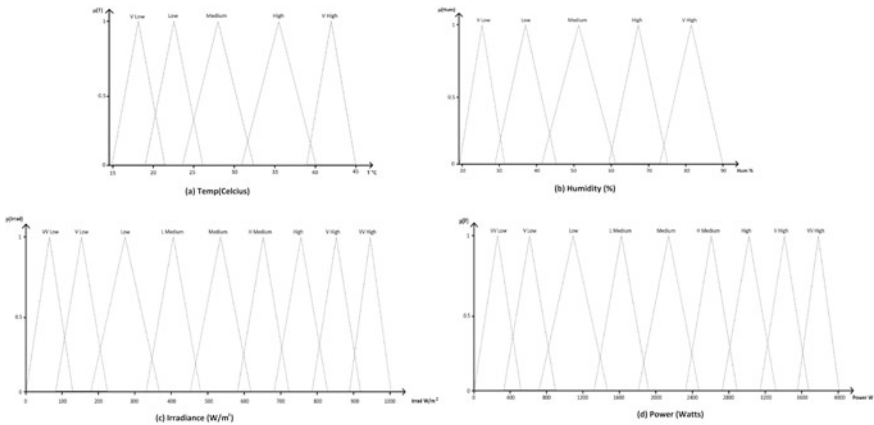 μ(T)
V Low Low Medium High V High
1
0.5
0
15 20 25 30 35 40 45 T °C
(a) Temp(Celcius)
μ(Hum)
V Low Low Medium High V High
1
0.5
0
20 30 40 50 60 70 80 90 Hum %
(b) Humidity (%)
μ(Irrad)
VV Low V Low Low L Medium Medium H Medium High V High VV High
1
0.5
0
0 100 200 300 400 500 600 700 800 900 1000 Irrad W/m²
(c) Irradiance (W/m²)
μ(P)
VV Low V Low Low L Medium Medium H Medium High V High VV High
1
0.5
0
0 400 800 1200 1600 2000 2400 2800 3200 3600 4000 Power W
(d) Power (Watts)